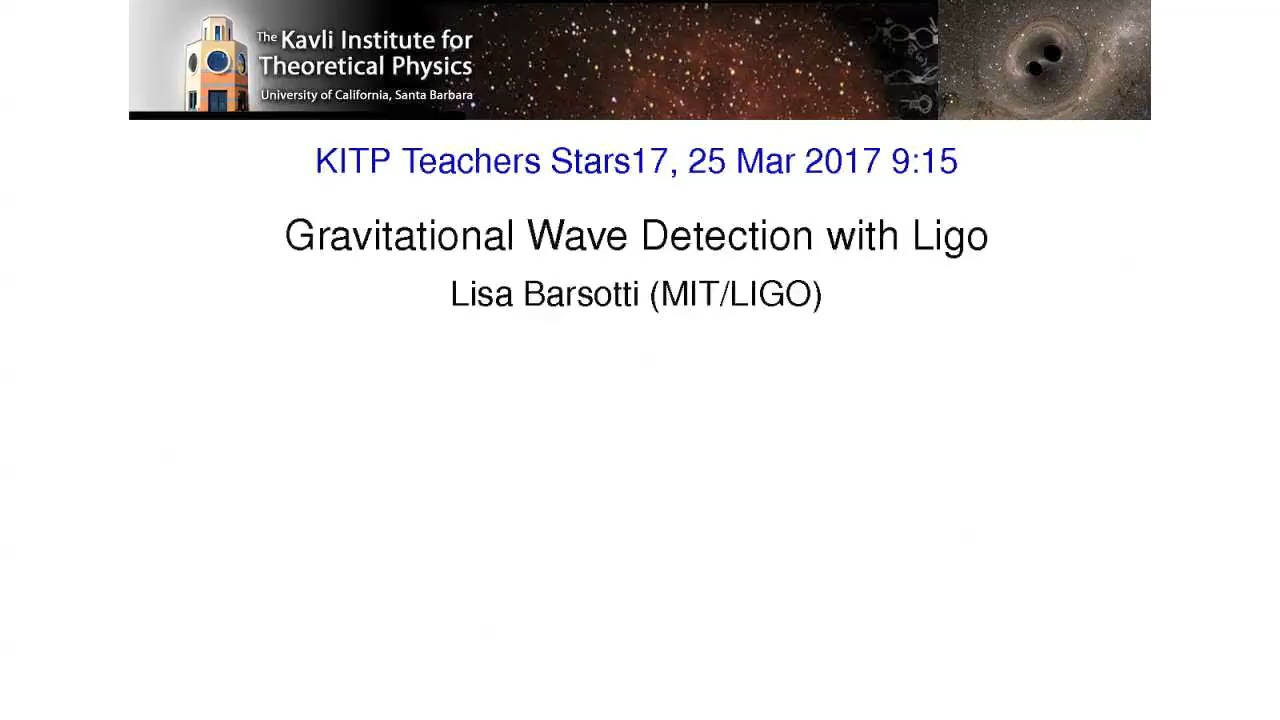 The Kavli Institute for
Theoretical Physics
University of California, Santa Barbara
KITP Teachers Stars17, 25 Mar 2017 9:15
Gravitational Wave Detection with Ligo
Lisa Barsotti (MIT/LIGO)